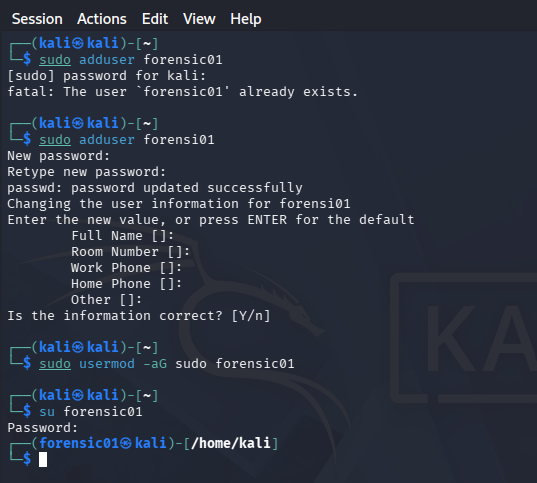 Session Actions Edit View Help
┌──(kali㉿kali)-[~]
└─$ sudo adduser forensic01
[sudo] password for kali:
fatal: The user `forensic01' already exists.
┌──(kali㉿kali)-[~]
└─$ sudo adduser forensi01
New password:
Retype new password:
passwd: password updated successfully
Changing the user information for forensi01
Enter the new value, or press ENTER for the default
Full Name []:
Room Number []:
Work Phone []:
Home Phone []:
Other []:
Is the information correct? [Y/n]
┌──(kali㉿kali)-[~]
└─$ sudo usermod -aG sudo forensic01
┌──(kali㉿kali)-[~]
└─$ su forensic01
Password:
┌──(forensic01㉿kali)-[/home/kali]
└─$
KA